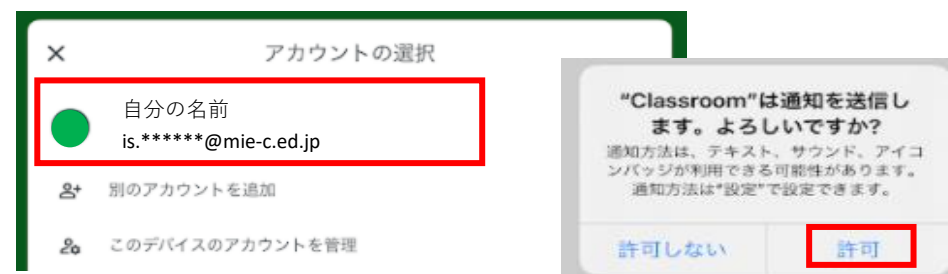 アカウントの選択
自分の名前
is.******@mie-c.ed.jp
別のアカウントを追加
このデバイスのアカウントを管理
"Classroom"は通知を送信し
ます。よろしいですか?
通知方法は、テキスト、サウンド、アイコ
ンバッジが利用できる可能性があります。
通知方法は"設定"で設定できます。
許可しない
許可